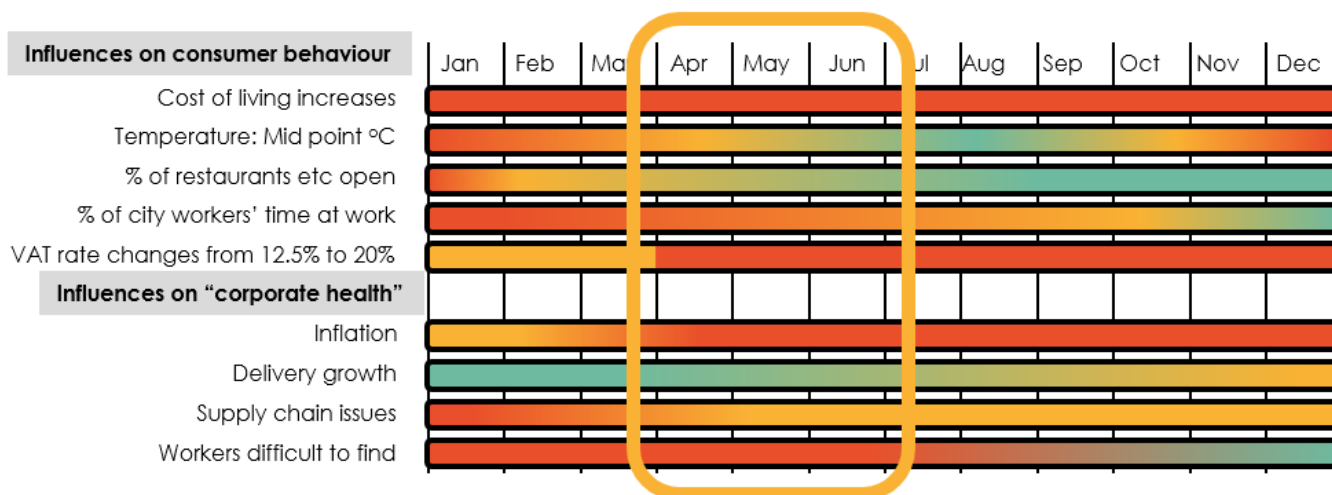 Influences on consumer behaviour
Jan Feb Ma Apr May Jun ul Aug Sep Oct Nov Dec
Cost of living increases
Temperature: Mid point ºC
% of restaurants etc open
% of city workers' time at work
VAT rate changes from 12.5% to 20%
Influences on “corporate health”
Inflation
Delivery growth
Supply chain issues
Workers difficult to find